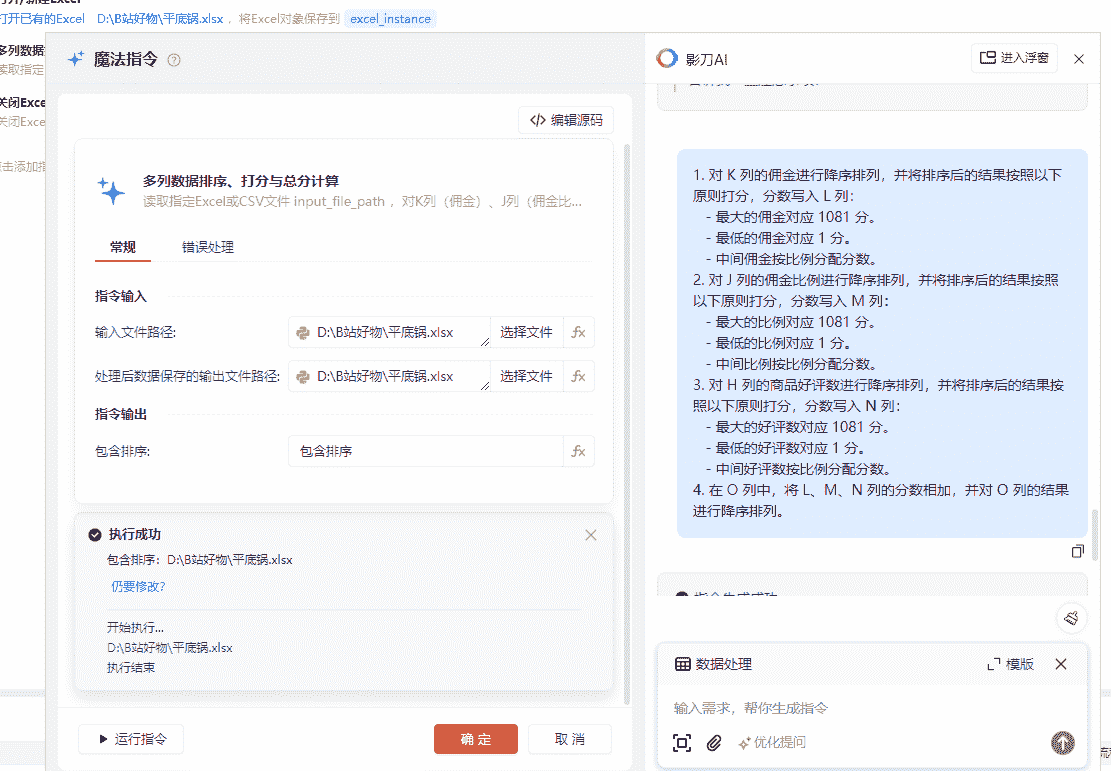 打开已有的Excel D:\B站好物\平底锅.xlsx ，将Excel对象保存到 excel_instance
多列数据
读取指定
关闭Excel
关闭Exce
击添加指
魔法指令
编辑源码
多列数据排序、打分与总分计算
读取指定Excel或CSV文件 input_file_path ，对K列（佣金）、J列（佣金比...
常规 错误处理
指令输入
输入文件路径: D:\B站好物\平底锅.xlsx 选择文件 fx
处理后数据保存的输出文件路径: D:\B站好物\平底锅.xlsx 选择文件 fx
指令输出
包含排序: 包含排序 fx
执行成功
包含排序：D:\B站好物\平底锅.xlsx
仍要修改?
开始执行...
D:\B站好物\平底锅.xlsx
执行结束
运行指令 确 定 取 消
影刀AI 进入浮窗
1. 对 K 列的佣金进行降序排列，并将排序后的结果按照以下
原则打分，分数写入 L 列：
- 最大的佣金对应 1081 分。
- 最低的佣金对应 1 分。
- 中间佣金按比例分配分数。
2. 对 J 列的佣金比例进行降序排列，并将排序后的结果按照
以下原则打分，分数写入 M 列：
- 最大的比例对应 1081 分。
- 最低的比例对应 1 分。
- 中间比例按比例分配分数。
3. 对 H 列的商品好评数进行降序排列，并将排序后的结果按
照以下原则打分，分数写入 N 列：
- 最大的好评数对应 1081 分。
- 最低的好评数对应 1 分。
- 中间好评数按比例分配分数。
4. 在 O 列中，将 L、M、N 列的分数相加，并对 O 列的结果
进行降序排列。
指令生成成功
数据处理 模版
输入需求，帮你生成指令
优化提问